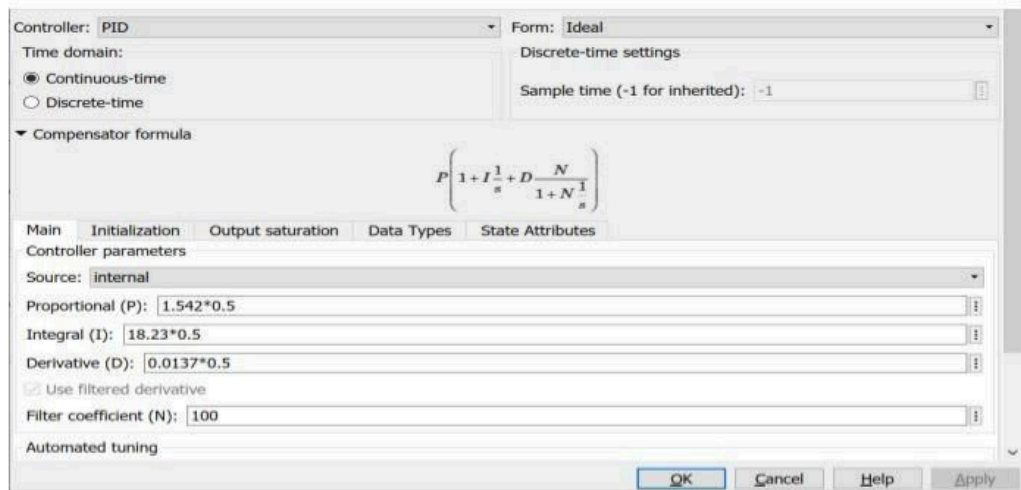 Controller: PID Form: Ideal
Time domain: Discrete-time settings
Continuous-time
Sample time (-1 for inherited): -1
Discrete-time
Compensator formula
P(1+I 1/s +D N/(1+N 1/s))
Main Initialization Output saturation Data Types State Attributes
Controller parameters
Source: internal
Proportional (P): 1.542*0.5
Integral (I): 18.23*0.5
Derivative (D): 0.0137*0.5
Use filtered derivative
Filter coefficient (N): 100
Automated tuning
OK Cancel Help Apply